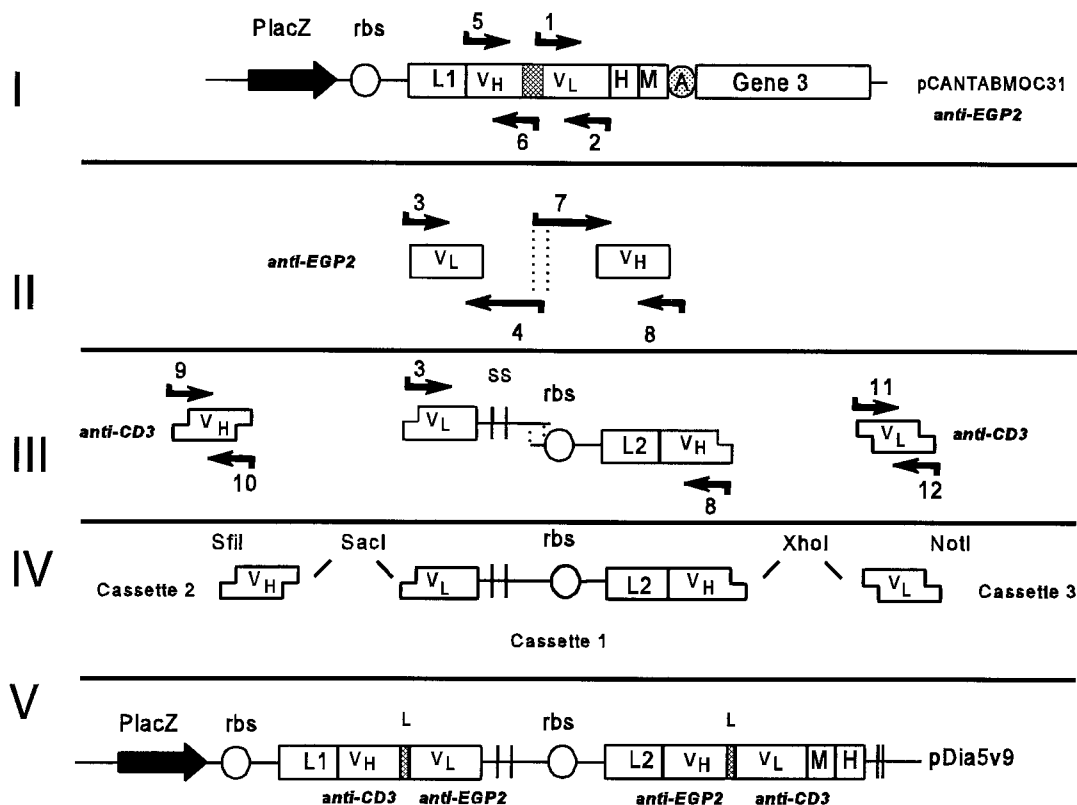 I
PlacZ rbs 5 1
L1 VH VL H M A Gene 3 pCANTABMOC31
6 2 anti-EGP2
II
3 7
anti-EGP2 VL VH
4 8
III
9 3 ss rbs 11
anti-CD3 VH VL L2 VH VL anti-CD3
10 8 12
IV
SfiI SacI rbs XhoI NotI
Cassette 2 VH VL L2 VH VL Cassette 3
Cassette 1
V
PlacZ rbs L rbs L
L1 VH VL L2 VH VL M H pDia5v9
anti-CD3 anti-EGP2 anti-EGP2 anti-CD3